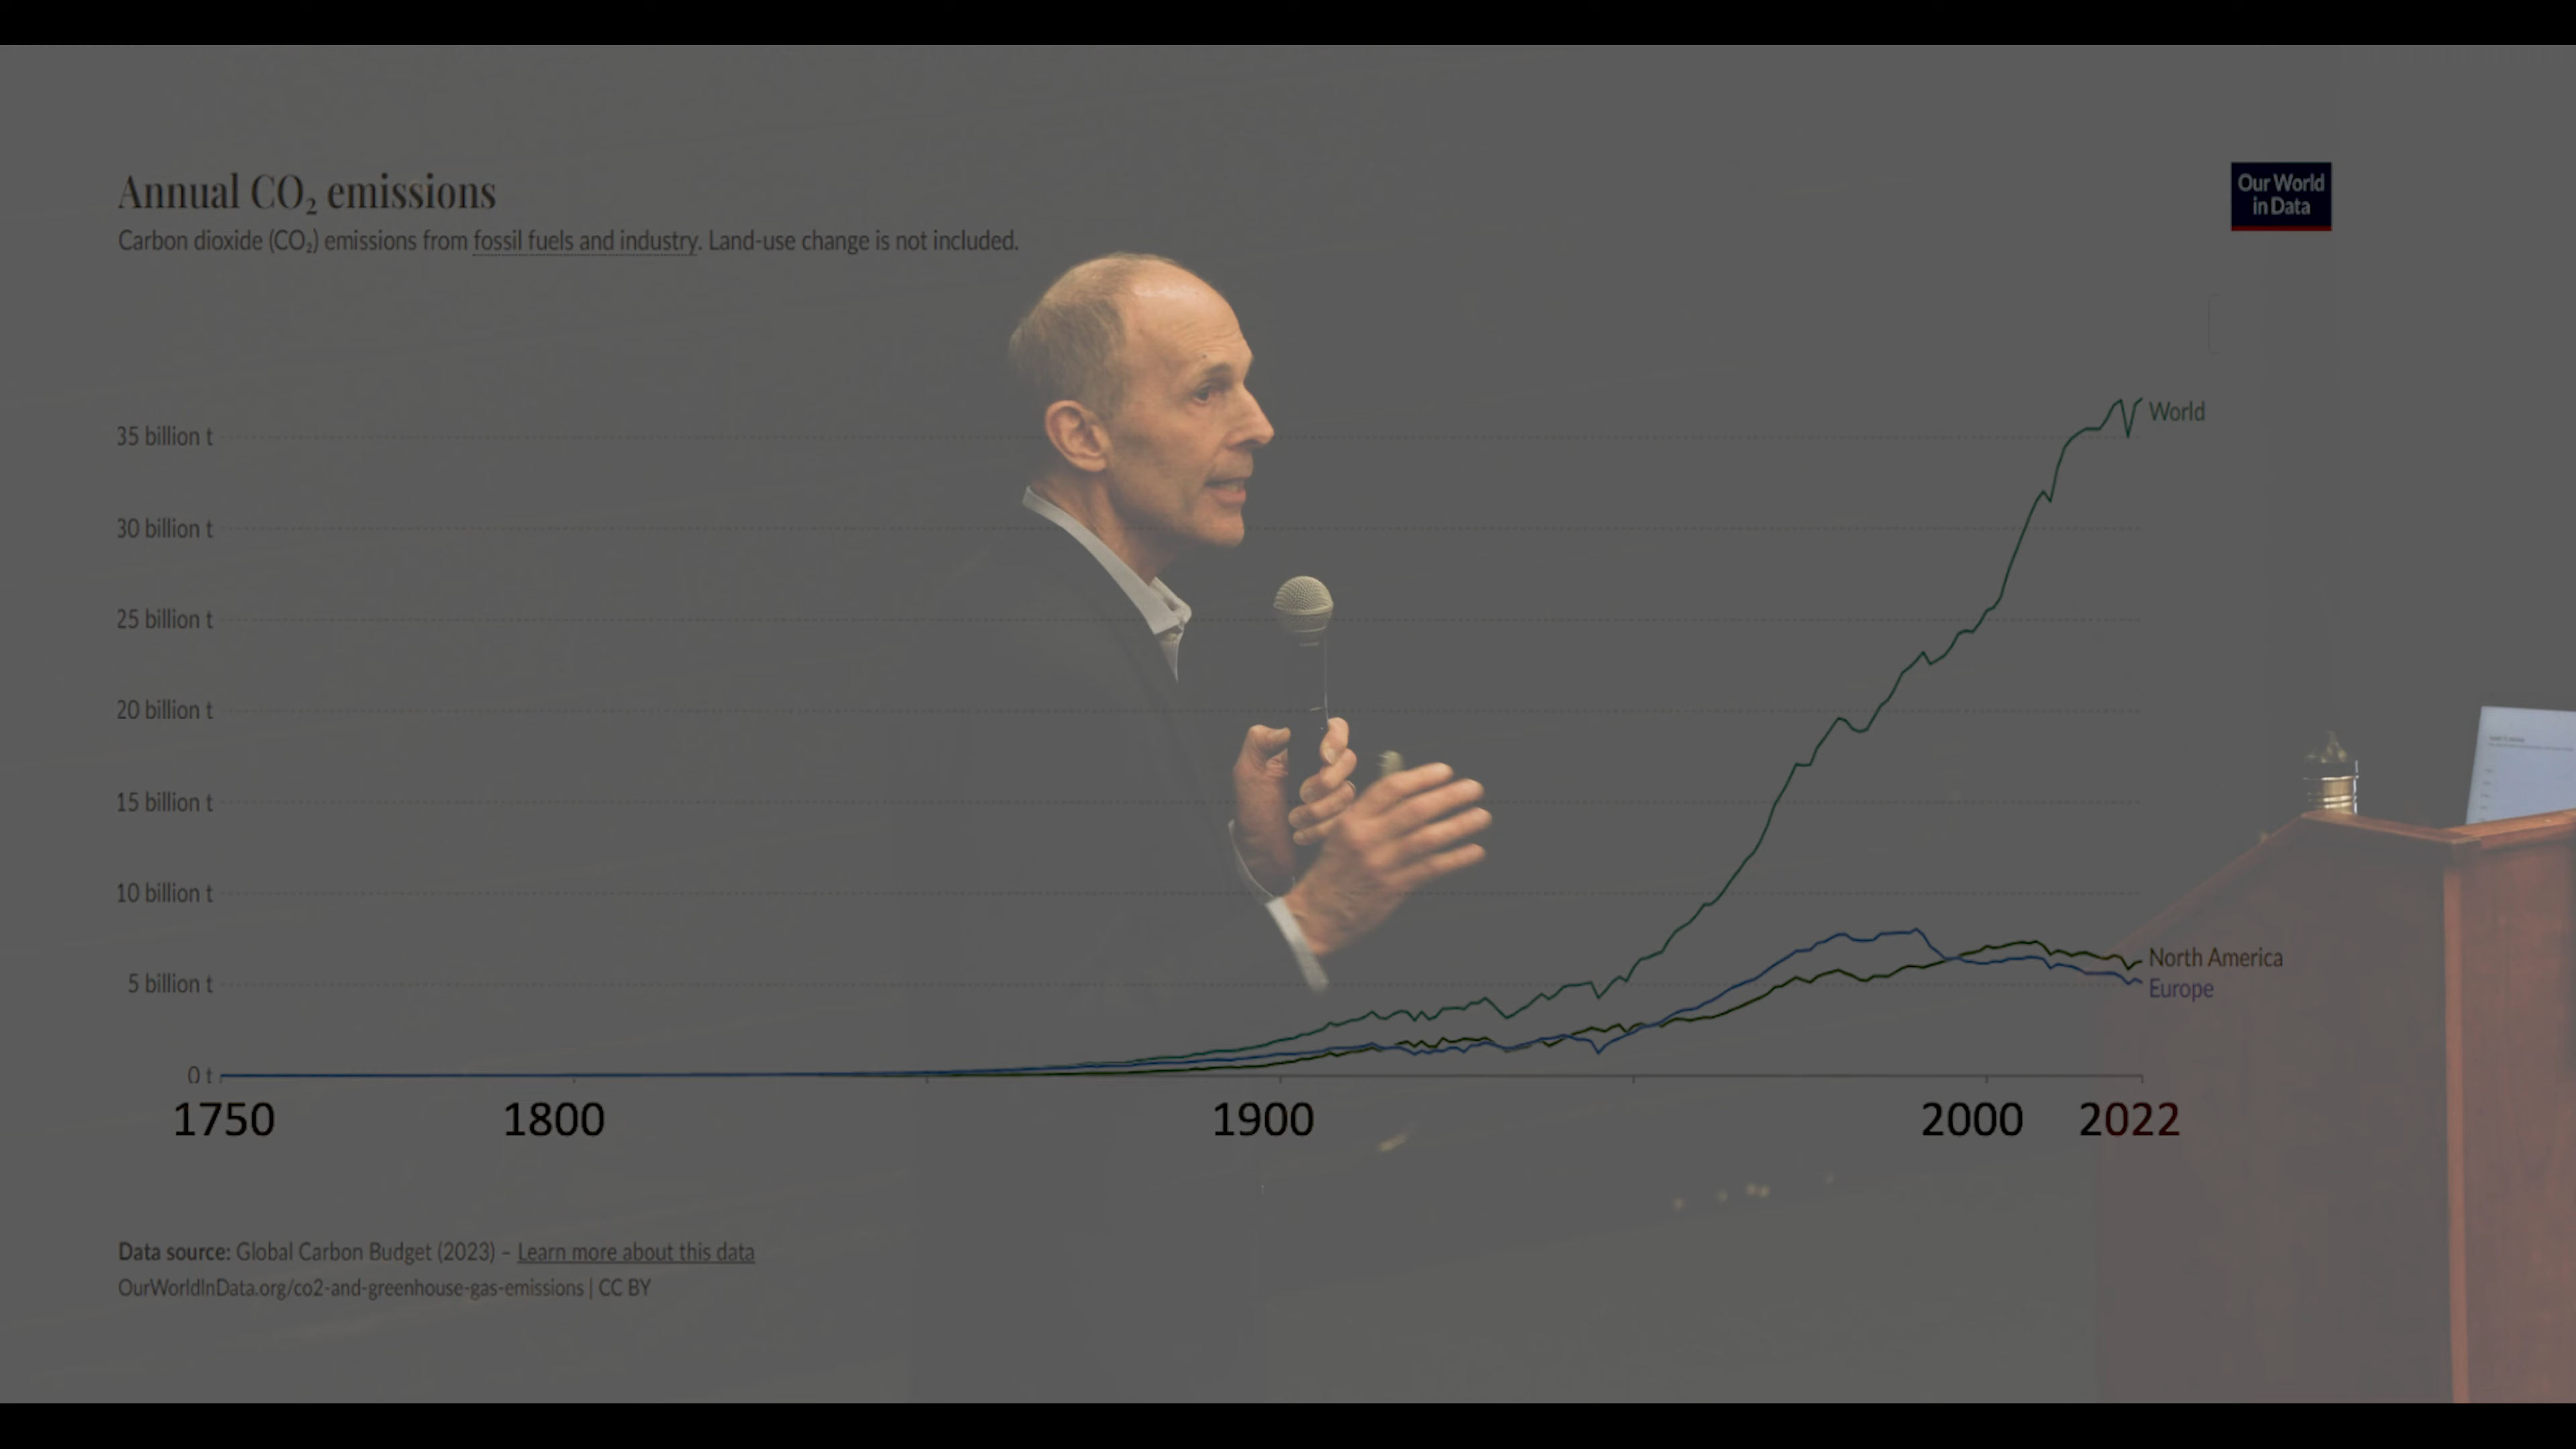 Annual CO₂ emissions
Carbon dioxide (CO₂) emissions from fossil fuels and industry. Land-use change is not included.
Our World
in Data
35 billion t
30 billion t
25 billion t
20 billion t
15 billion t
10 billion t
5 billion t
0 t
World
North America
Europe
1750 1800 1900 2000 2022
Data source: Global Carbon Budget (2023) – Learn more about this data
OurWorldInData.org/co2-and-greenhouse-gas-emissions | CC BY